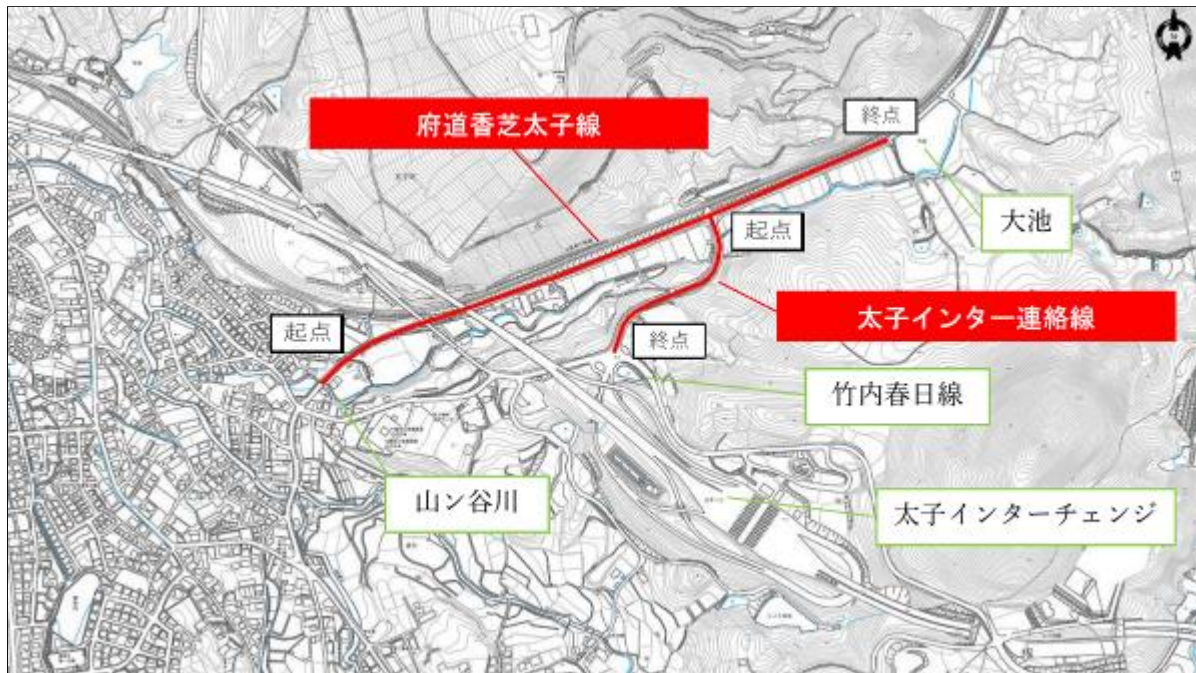 府道香芝太子線
終点
大池
起点
太子インター連絡線
起点
終点
竹内春日線
山ン谷川
太子インターチェンジ